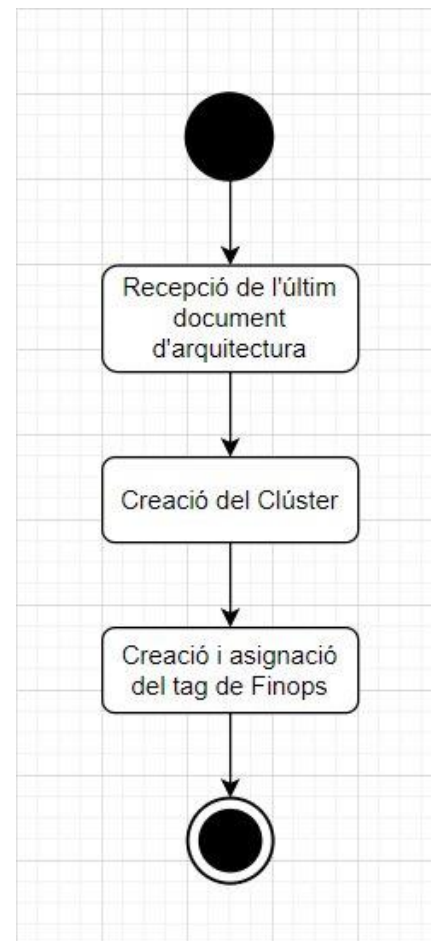 Recepció de l'últim
document
d'arquitectura
Creació del Clúster
Creació i asignació
del tag de Finops